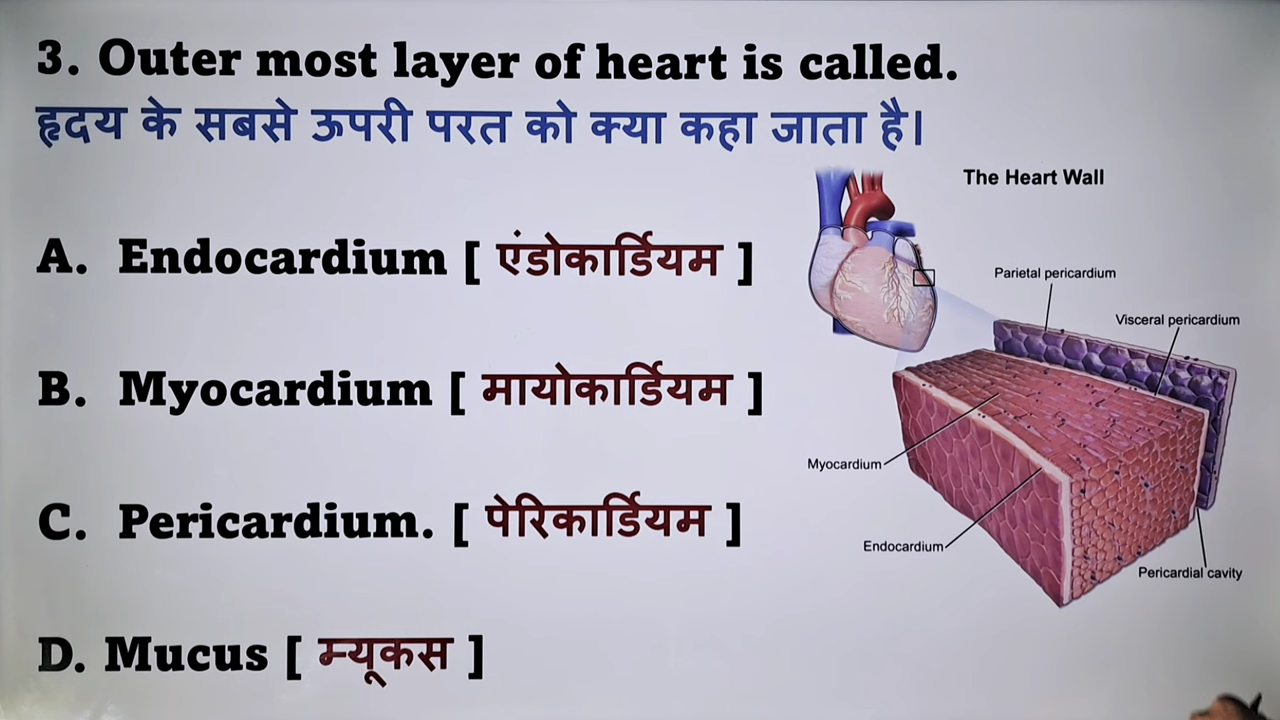 3. Outer most layer of heart is called.
हृदय के सबसे ऊपरी परत को क्या कहा जाता है।
The Heart Wall
A. Endocardium [ एंडोकार्डियम ]
Parietal pericardium
Visceral pericardium
B. Myocardium [ मायोकार्डियम ]
Myocardium
C. Pericardium. [ पेरिकार्डियम ]
Endocardium
Pericardial cavity
D. Mucus [ म्यूकस ]